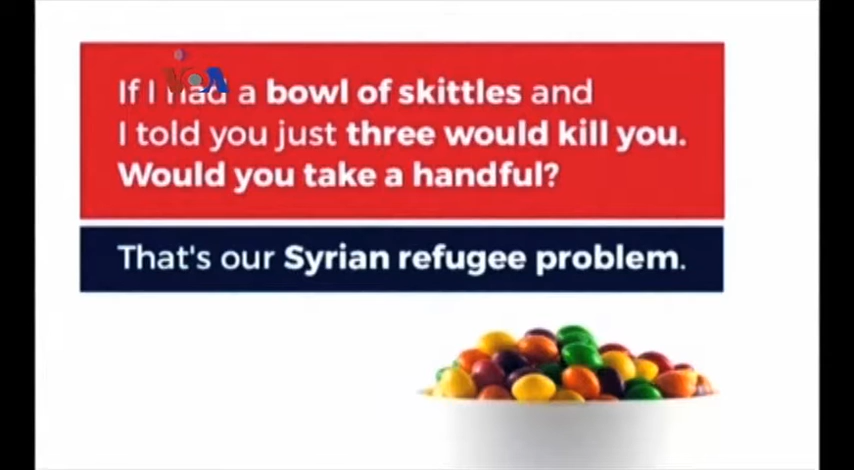 VOA
If I had a bowl of skittles and
I told you just three would kill you.
Would you take a handful?
That's our Syrian refugee problem.